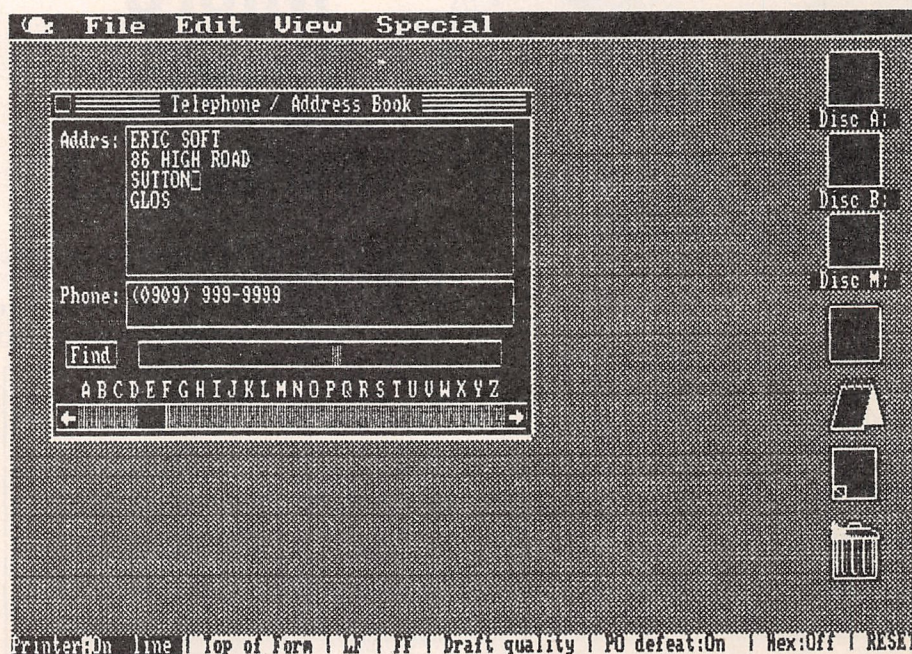 File Edit View Special
Telephone / Address Book
Addrs: ERIC SOFT
86 HIGH ROAD
SUTTON
GLOS
Phone: (0909) 999-9999
Find
A B C D E F G H I J K L M N O P Q R S T U V W X Y Z
Disc A:
Disc B:
Disc M:
Printer:On line | Top of Form | LF | FF | Draft quality | PO defeat:On | Hex:Off | RESET